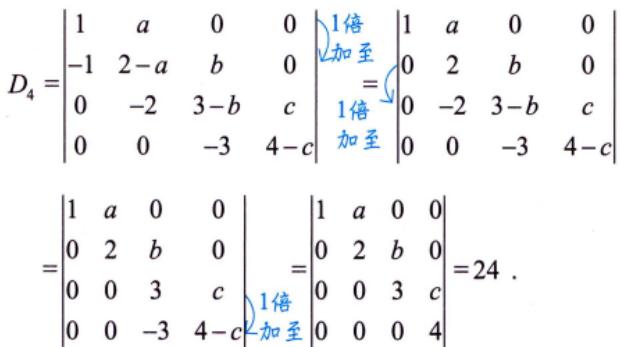 D₄ = |1 a 0 0| 1倍加至 |1 a 0 0|
|-1 2-a b 0| = |0 2 b 0|
|0 -2 3-b c| 1倍加至 |0 -2 3-b c|
|0 0 -3 4-c| |0 0 -3 4-c|
= |1 a 0 0| = |1 a 0 0| = 24 .
|0 2 b 0| |0 2 b 0|
|0 0 3 c| 1倍加至 |0 0 3 c|
|0 0 -3 4-c| |0 0 0 4|